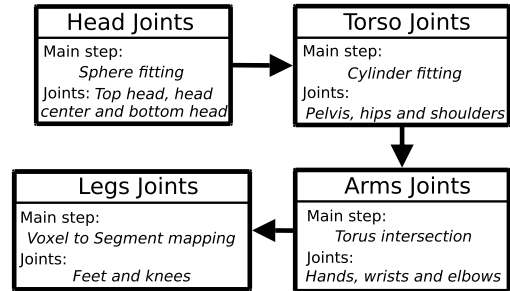 Head Joints
Main step:
Sphere fitting
Joints: Top head, head
center and bottom head
Torso Joints
Main step:
Cylinder fitting
Joints:
Pelvis, hips and shoulders
Arms Joints
Main step:
Torus intersection
Joints:
Hands, wrists and elbows
Legs Joints
Main step:
Voxel to Segment mapping
Joints:
Feet and knees